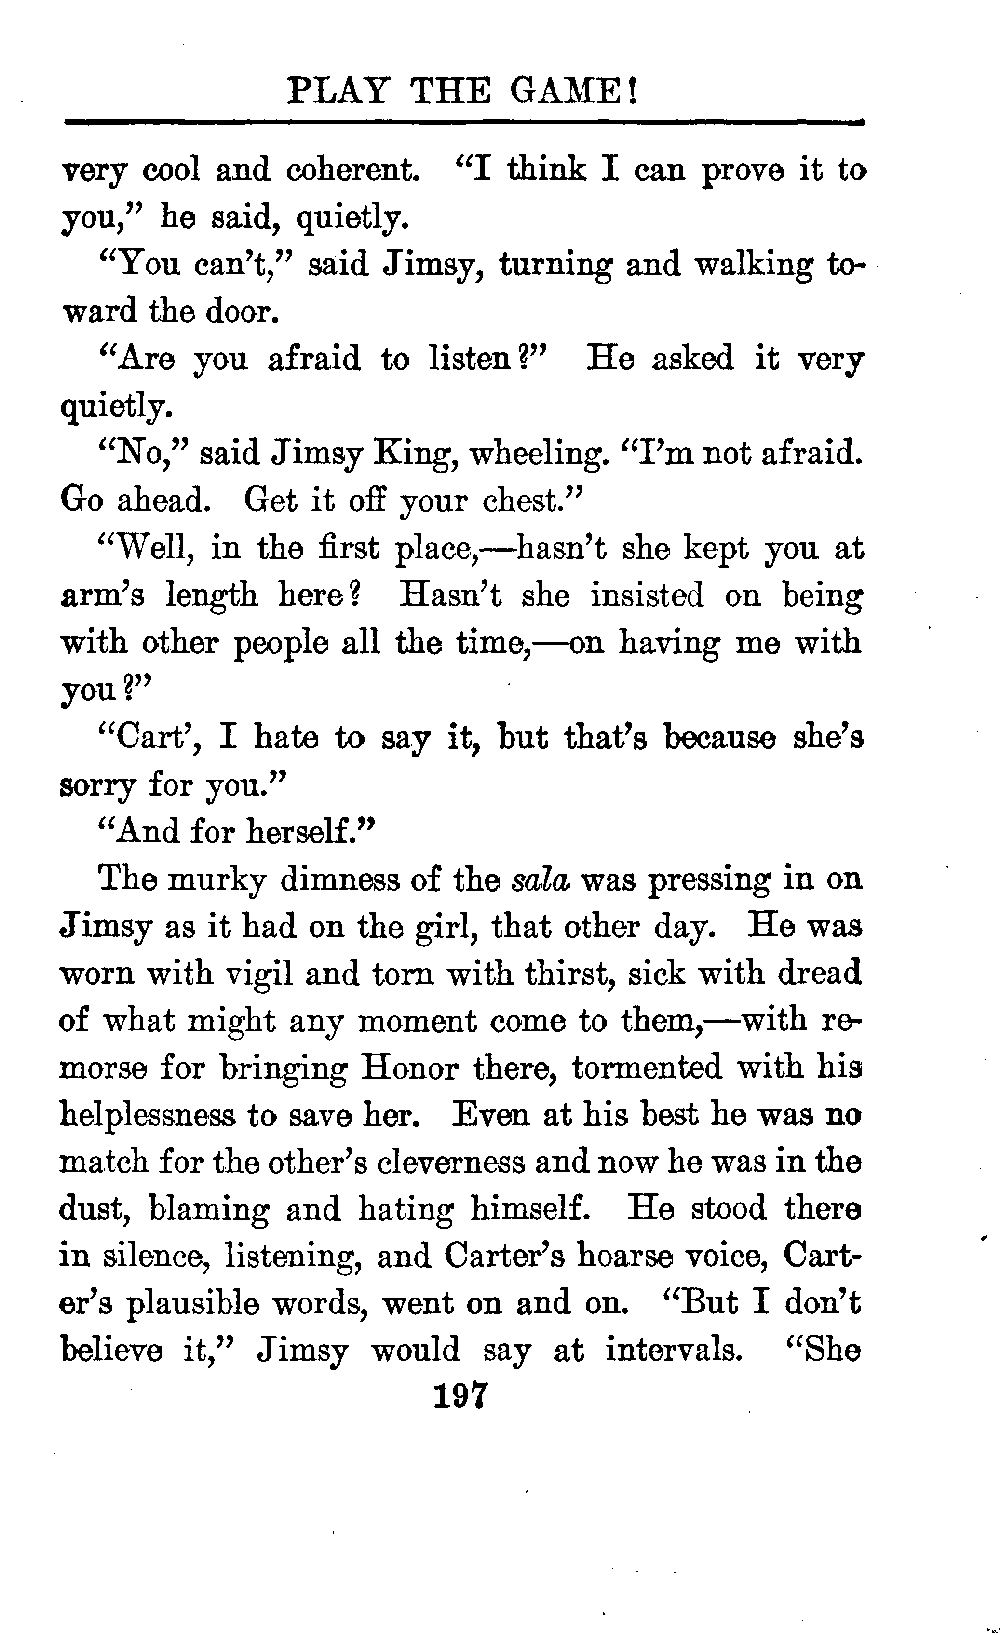 PLAY THE GAME!
very cool and coherent. “I think I can prove it to
you,” he said, quietly.
“You can’t,” said Jimsy, turning and walking to-
ward the door.
“Are you afraid to listen?” He asked it very
quietly.
“No,” said Jimsy King, wheeling. “I’m not afraid.
Go ahead. Get it off your chest.”
“Well, in the first place,—hasn’t she kept you at
arm’s length here? Hasn’t she insisted on being
with other people all the time,—on having me with
you?”
“Cart’, I hate to say it, but that’s because she’s
sorry for you.”
“And for herself.”
The murky dimness of the sala was pressing in on
Jimsy as it had on the girl, that other day. He was
worn with vigil and torn with thirst, sick with dread
of what might any moment come to them,—with re-
morse for bringing Honor there, tormented with his
helplessness to save her. Even at his best he was no
match for the other’s cleverness and now he was in the
dust, blaming and hating himself. He stood there
in silence, listening, and Carter’s hoarse voice, Cart-
er’s plausible words, went on and on. “But I don’t
believe it,” Jimsy would say at intervals. “She
197